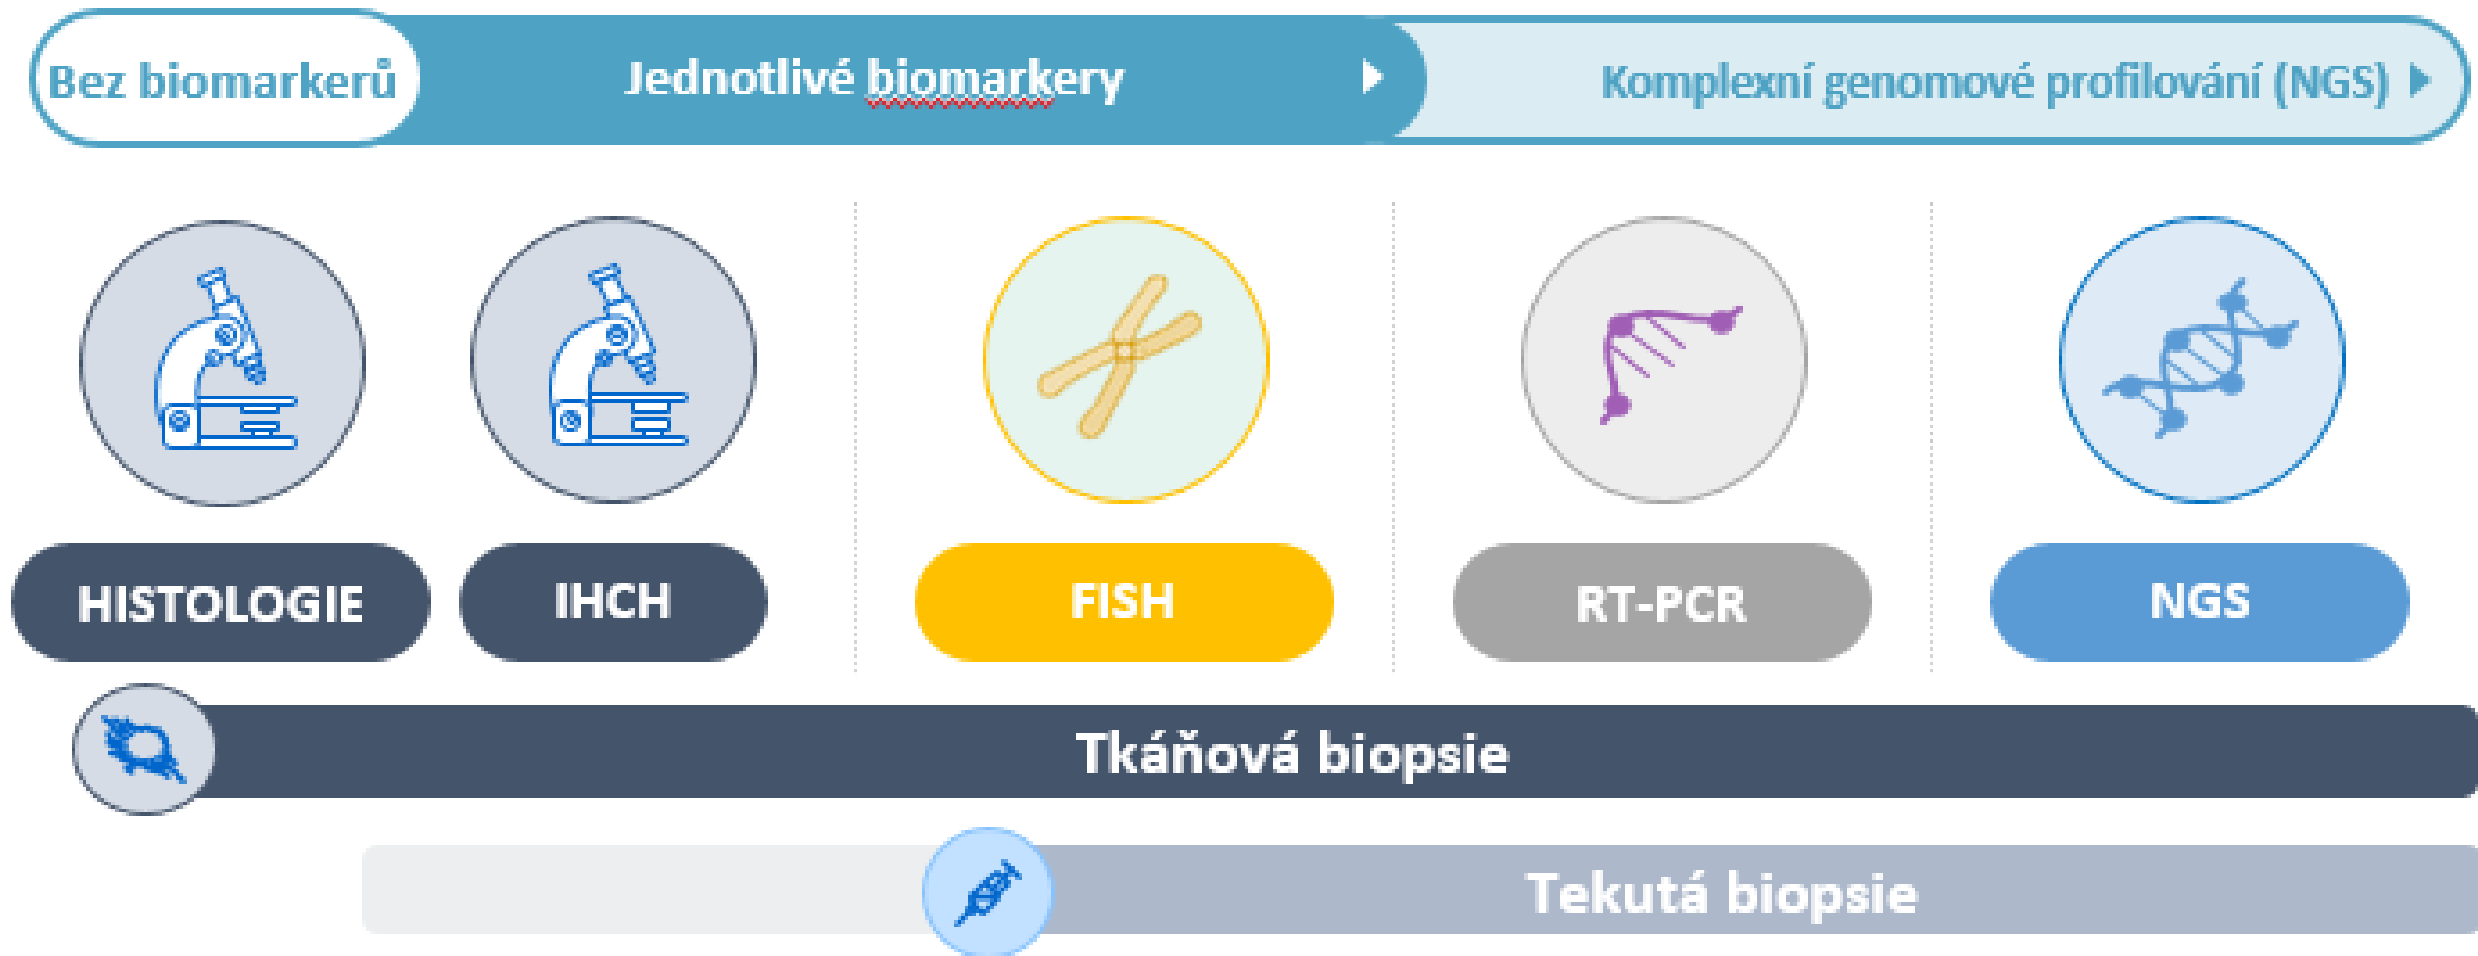 Bez biomarkerů
Jednotlivé biomarkery
Komplexní genomové profilování (NGS)
HISTOLOGIE
IHCH
FISH
RT-PCR
NGS
Tkáňová biopsie
Tekutá biopsie